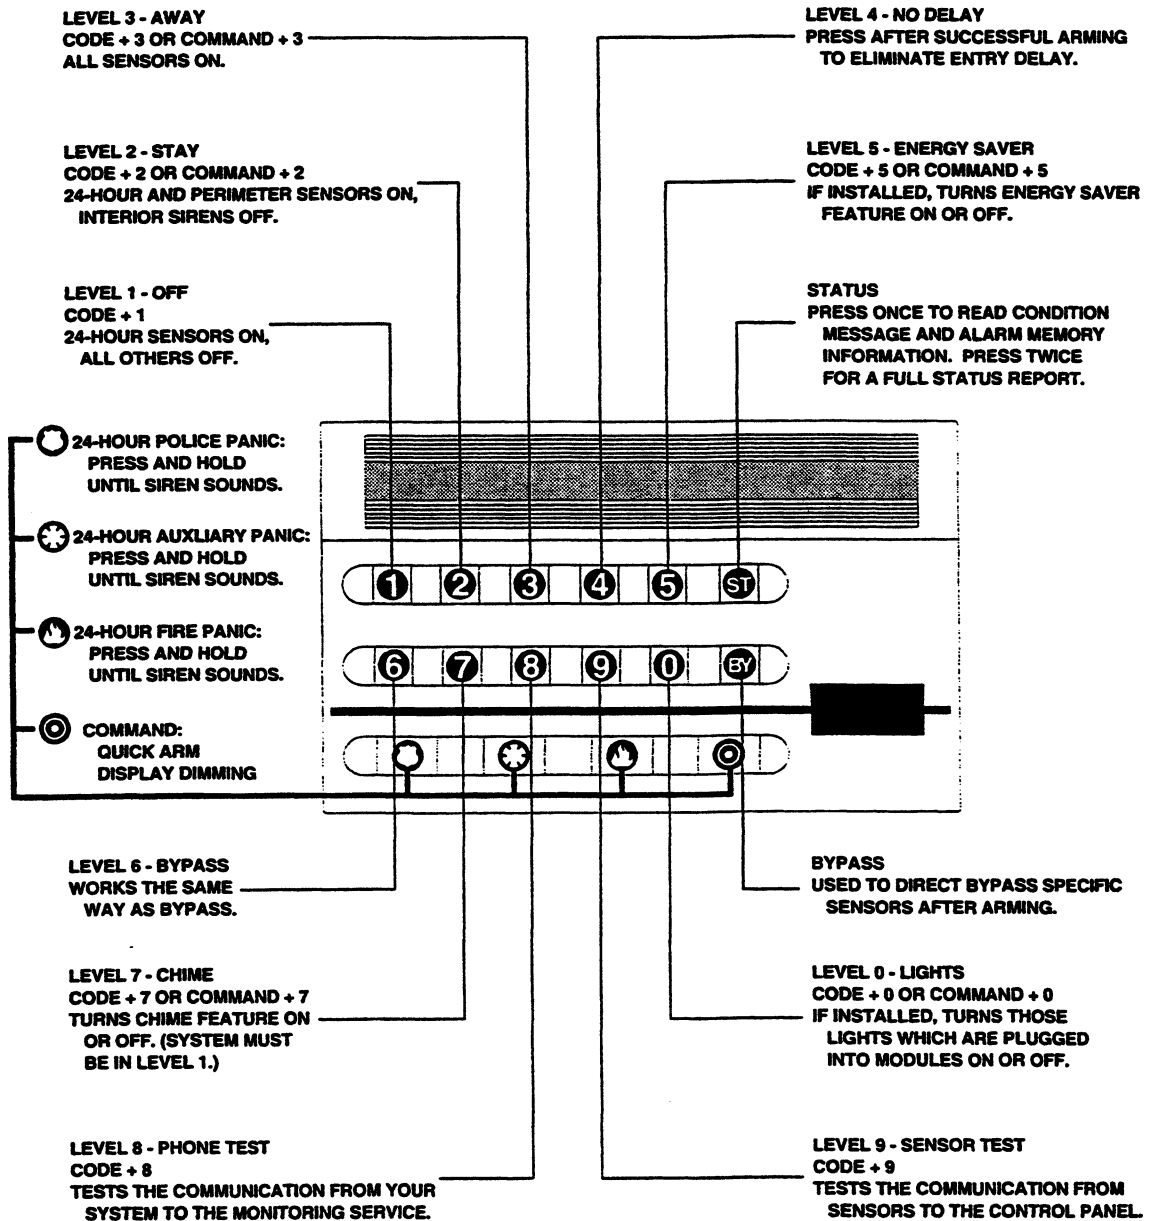 LEVEL 3 - AWAY
CODE + 3 OR COMMAND + 3
ALL SENSORS ON.
LEVEL 4 - NO DELAY
PRESS AFTER SUCCESSFUL ARMING
TO ELIMINATE ENTRY DELAY.
LEVEL 2 - STAY
CODE + 2 OR COMMAND + 2
24-HOUR AND PERIMETER SENSORS ON,
INTERIOR SIRENS OFF.
LEVEL 5 - ENERGY SAVER
CODE + 5 OR COMMAND + 5
IF INSTALLED, TURNS ENERGY SAVER
FEATURE ON OR OFF.
LEVEL 1 - OFF
CODE + 1
24-HOUR SENSORS ON,
ALL OTHERS OFF.
STATUS
PRESS ONCE TO READ CONDITION
MESSAGE AND ALARM MEMORY
INFORMATION. PRESS TWICE
FOR A FULL STATUS REPORT.
24-HOUR POLICE PANIC:
PRESS AND HOLD
UNTIL SIREN SOUNDS.
24-HOUR AUXLIARY PANIC:
PRESS AND HOLD
UNTIL SIREN SOUNDS.
24-HOUR FIRE PANIC:
PRESS AND HOLD
UNTIL SIREN SOUNDS.
COMMAND:
QUICK ARM
DISPLAY DIMMING
1 2 3 4 5 ST
6 7 8 9 0 BY
LEVEL 6 - BYPASS
WORKS THE SAME
WAY AS BYPASS.
BYPASS
USED TO DIRECT BYPASS SPECIFIC
SENSORS AFTER ARMING.
LEVEL 7 - CHIME
CODE + 7 OR COMMAND + 7
TURNS CHIME FEATURE ON
OR OFF. (SYSTEM MUST
BE IN LEVEL 1.)
LEVEL 0 - LIGHTS
CODE + 0 OR COMMAND + 0
IF INSTALLED, TURNS THOSE
LIGHTS WHICH ARE PLUGGED
INTO MODULES ON OR OFF.
LEVEL 8 - PHONE TEST
CODE + 8
TESTS THE COMMUNICATION FROM YOUR
SYSTEM TO THE MONITORING SERVICE.
LEVEL 9 - SENSOR TEST
CODE + 9
TESTS THE COMMUNICATION FROM
SENSORS TO THE CONTROL PANEL.